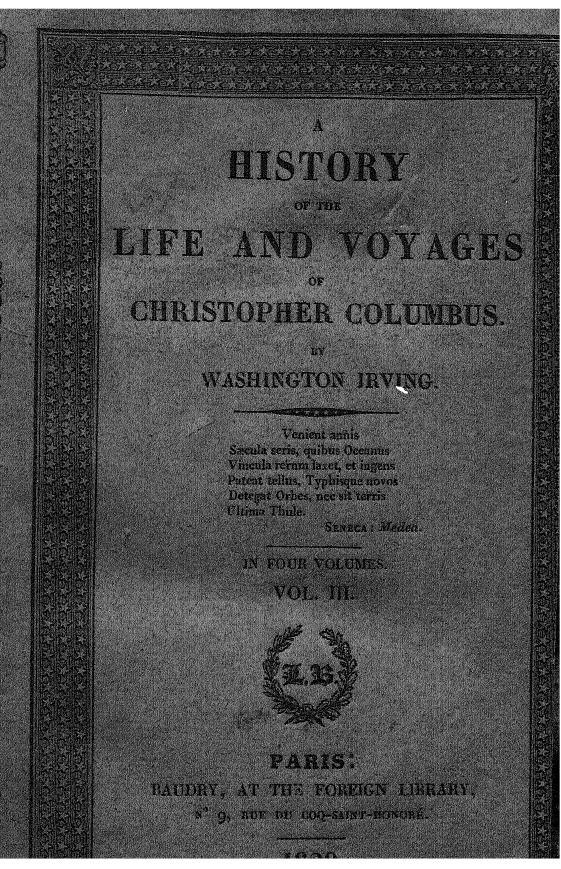 A
HISTORY
OF THE
LIFE AND VOYAGES
OF
CHRISTOPHER COLUMBUS.
BY
WASHINGTON IRVING.
Venient annis
Sæcula seris, quibus Oceanus
Vincula rerum laxet, et ingens
Pateat tellus, Typhisque novos
Detegat Orbes, nec sit terris
Ultima Thule.
SENECA: Medea.
IN FOUR VOLUMES.
VOL. III.
L.B.
PARIS:
BAUDRY, AT THE FOREIGN LIBRARY,
N° 9, RUE DU COQ-SAINT-HONORÉ.